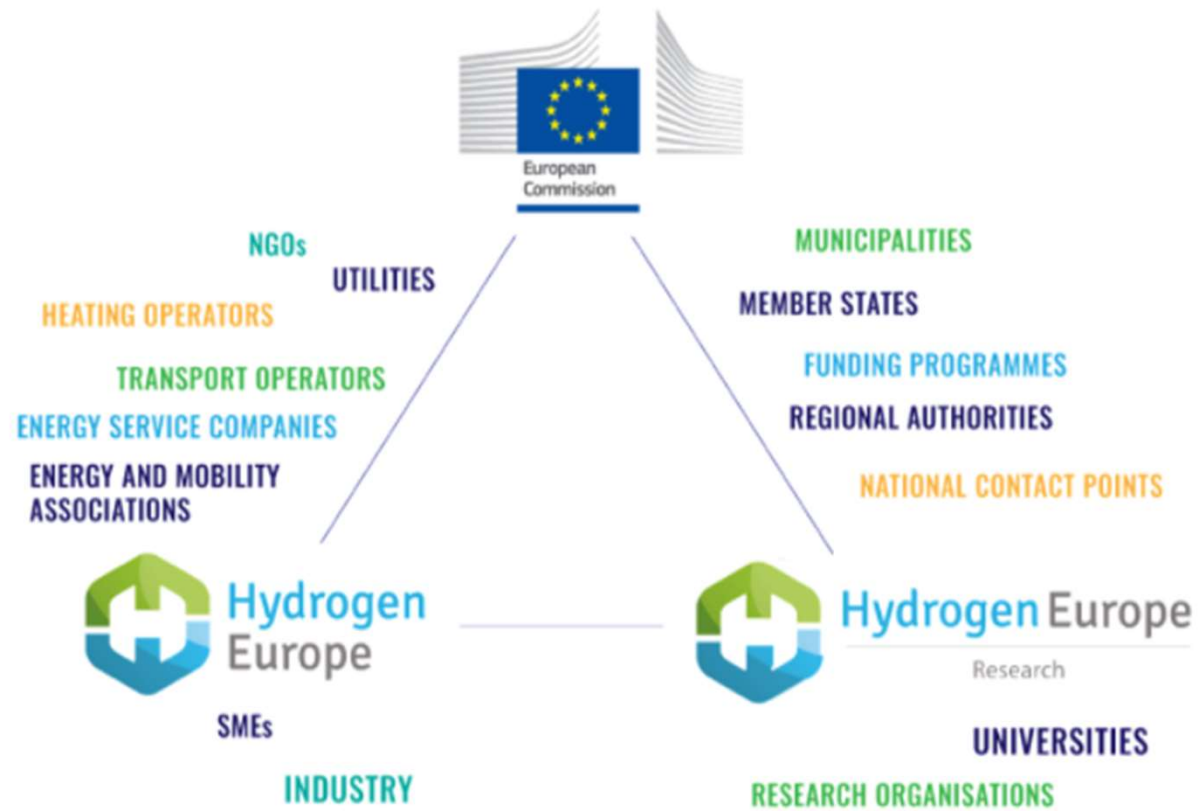 European
Commission
NGOs
MUNICIPALITIES
UTILITIES
MEMBER STATES
HEATING OPERATORS
FUNDING PROGRAMMES
TRANSPORT OPERATORS
REGIONAL AUTHORITIES
ENERGY SERVICE COMPANIES
ENERGY AND MOBILITY
ASSOCIATIONS
NATIONAL CONTACT POINTS
Hydrogen
Europe
Hydrogen Europe
Research
SMEs
INDUSTRY
UNIVERSITIES
RESEARCH ORGANISATIONS